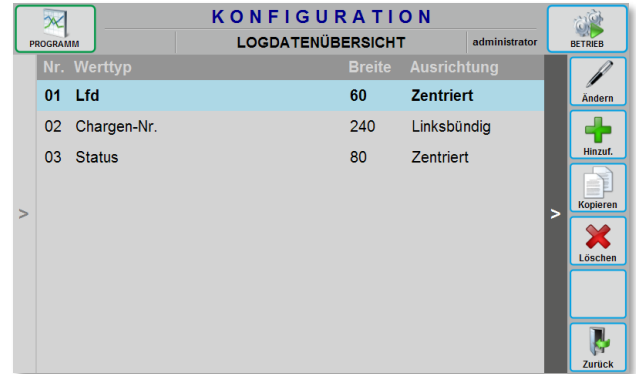 KONFIGURATION
PROGRAMM
LOGDATENÜBERSICHT
administrator
BETRIEB
Nr. Werttyp Breite Ausrichtung
01 Lfd 60 Zentriert
02 Chargen-Nr. 240 Linksbündig
03 Status 80 Zentriert
>
>
Ändern
Hinzuf.
Kopieren
Löschen
Zurück